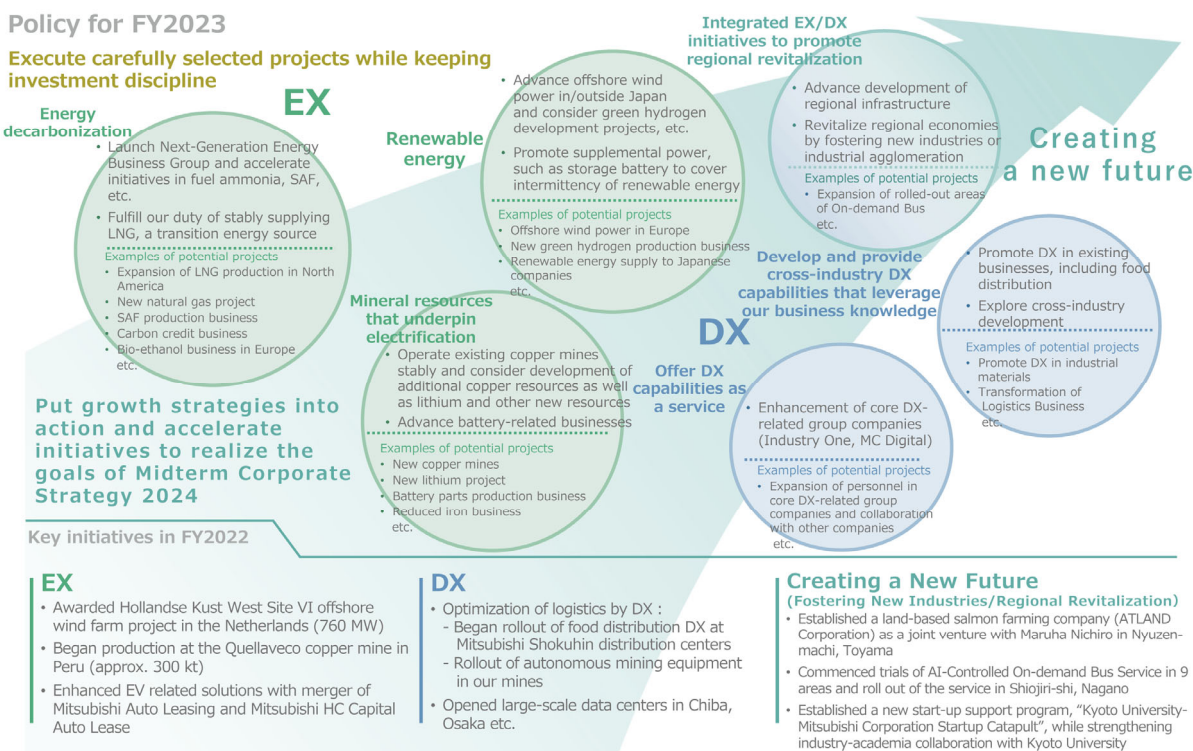 Policy for FY2023
Execute carefully selected projects while keeping
investment discipline
EX
Energy
decarbonization
• Launch Next-Generation Energy
Business Group and accelerate
initiatives in fuel ammonia, SAF,
etc.
• Fulfill our duty of stably supplying
LNG, a transition energy source
Examples of potential projects
• Expansion of LNG production in North
America
• New natural gas project
• SAF production business
• Carbon credit business
• Bio-ethanol business in Europe
etc.
Renewable
energy
• Advance offshore wind
power in/outside Japan
and consider green hydrogen
development projects, etc.
• Promote supplemental power,
such as storage battery to cover
intermittency of renewable energy
Examples of potential projects
• Offshore wind power in Europe
• New green hydrogen production business
• Renewable energy supply to Japanese
companies
etc.
Mineral resources
that underpin
electrification
• Operate existing copper mines
stably and consider development of
additional copper resources as well
as lithium and other new resources
• Advance battery-related businesses
Examples of potential projects
• New copper mines
• New lithium project
• Battery parts production business
• Reduced iron business
etc.
Integrated EX/DX
initiatives to promote
regional revitalization
• Advance development of
regional infrastructure
• Revitalize regional economies
by fostering new industries or
industrial agglomeration
Examples of potential projects
• Expansion of rolled-out areas
of On-demand Bus
etc.
Creating
a new future
DX
Develop and provide
cross-industry DX
capabilities that leverage
our business knowledge
• Promote DX in existing
businesses, including food
distribution
• Explore cross-industry
development
Examples of potential projects
• Promote DX in industrial
materials
• Transformation of
Logistics Business
etc.
Offer DX
capabilities as
a service
• Enhancement of core DX-
related group companies
(Industry One, MC Digital)
Examples of potential projects
• Expansion of personnel in
core DX-related group
companies and collaboration
with other companies
etc.
Put growth strategies into
action and accelerate
initiatives to realize the
goals of Midterm Corporate
Strategy 2024
Key initiatives in FY2022
EX
• Awarded Hollandse Kust West Site VI offshore
wind farm project in the Netherlands (760 MW)
• Began production at the Quellaveco copper mine in
Peru (approx. 300 kt)
• Enhanced EV related solutions with merger of
Mitsubishi Auto Leasing and Mitsubishi HC Capital
Auto Lease
DX
• Optimization of logistics by DX :
- Began rollout of food distribution DX at
Mitsubishi Shokuhin distribution centers
- Rollout of autonomous mining equipment
in our mines
• Opened large-scale data centers in Chiba,
Osaka etc.
Creating a New Future
(Fostering New Industries/Regional Revitalization)
• Established a land-based salmon farming company (ATLAND
Corporation) as a joint venture with Maruha Nichiro in Nyuzen-
machi, Toyama
• Commenced trials of AI-Controlled On-demand Bus Service in 9
areas and roll out of the service in Shiojiri-shi, Nagano
• Established a new start-up support program, “Kyoto University-
Mitsubishi Corporation Startup Catapult”, while strengthening
industry-academia collaboration with Kyoto University